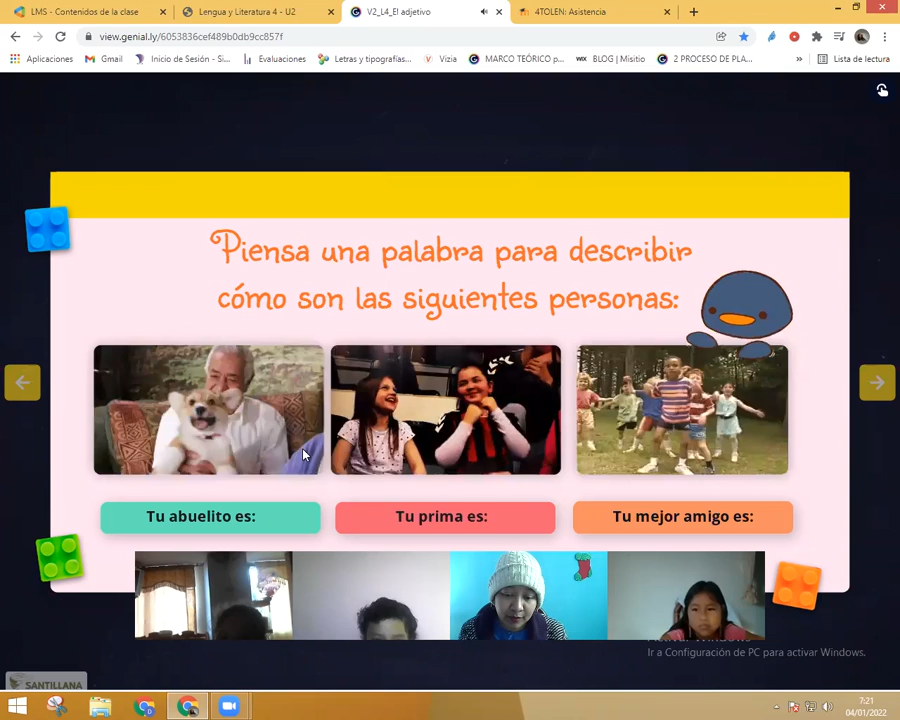 LMS - Contenidos de la clase
Lengua y Literatura 4 - U2
V2_L4_El adjetivo
4TOLEN: Asistencia
view.genial.ly/6053836cef489b0db9cc857f
Aplicaciones
Gmail
Inicio de Sesión - Si...
Evaluaciones
Letras y tipografías...
Vizia
MARCO TEÓRICO p...
WIX BLOG | Misitio
2 PROCESO DE PLA...
»
Lista de lectura
Piensa una palabra para describir
cómo son las siguientes personas:
Tu abuelito es:
Tu prima es:
Tu mejor amigo es:
Ir a Configuración de PC para activar Windows.
SANTILLANA
7:21
04/01/2022